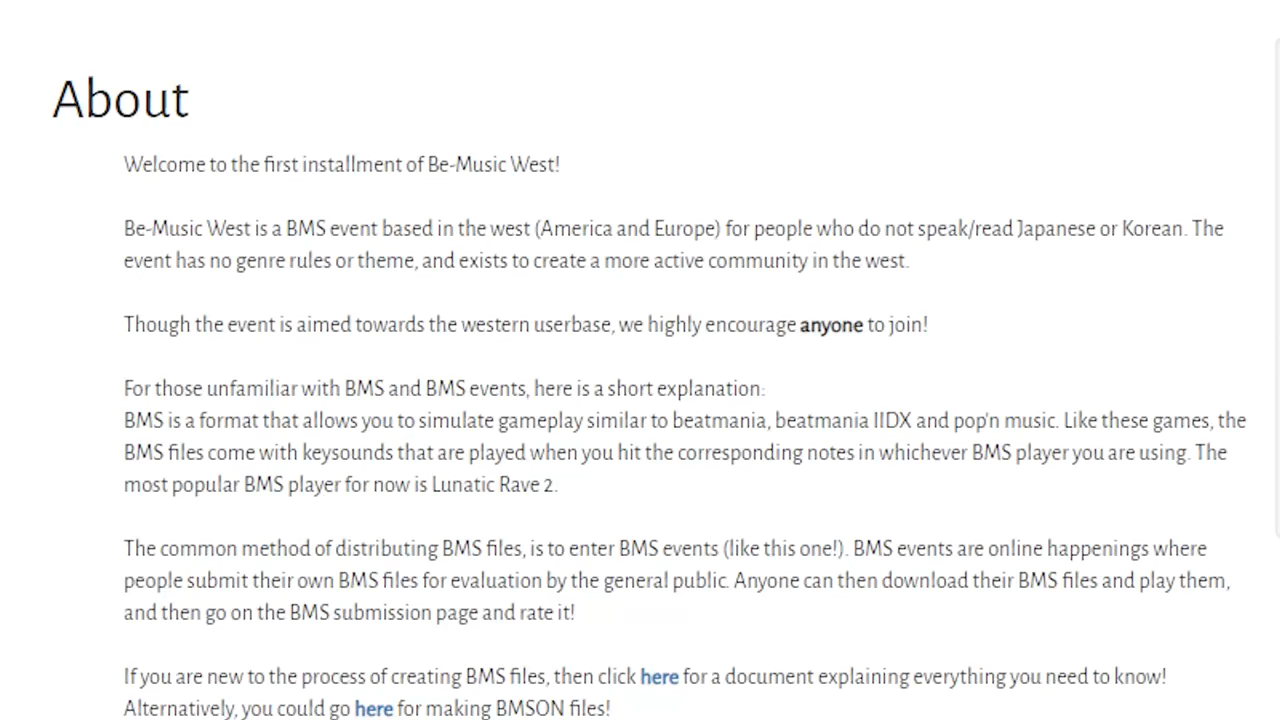 About
Welcome to the first installment of Be-Music West!
Be-Music West is a BMS event based in the west (America and Europe) for people who do not speak/read Japanese or Korean. The
event has no genre rules or theme, and exists to create a more active community in the west.
Though the event is aimed towards the western userbase, we highly encourage anyone to join!
For those unfamiliar with BMS and BMS events, here is a short explanation:
BMS is a format that allows you to simulate gameplay similar to beatmania, beatmania IIDX and pop'n music. Like these games, the
BMS files come with keysounds that are played when you hit the corresponding notes in whichever BMS player you are using. The
most popular BMS player for now is Lunatic Rave 2.
The common method of distributing BMS files, is to enter BMS events (like this one!). BMS events are online happenings where
people submit their own BMS files for evaluation by the general public. Anyone can then download their BMS files and play them,
and then go on the BMS submission page and rate it!
If you are new to the process of creating BMS files, then click here for a document explaining everything you need to know!
Alternatively, you could go here for making BMSON files!